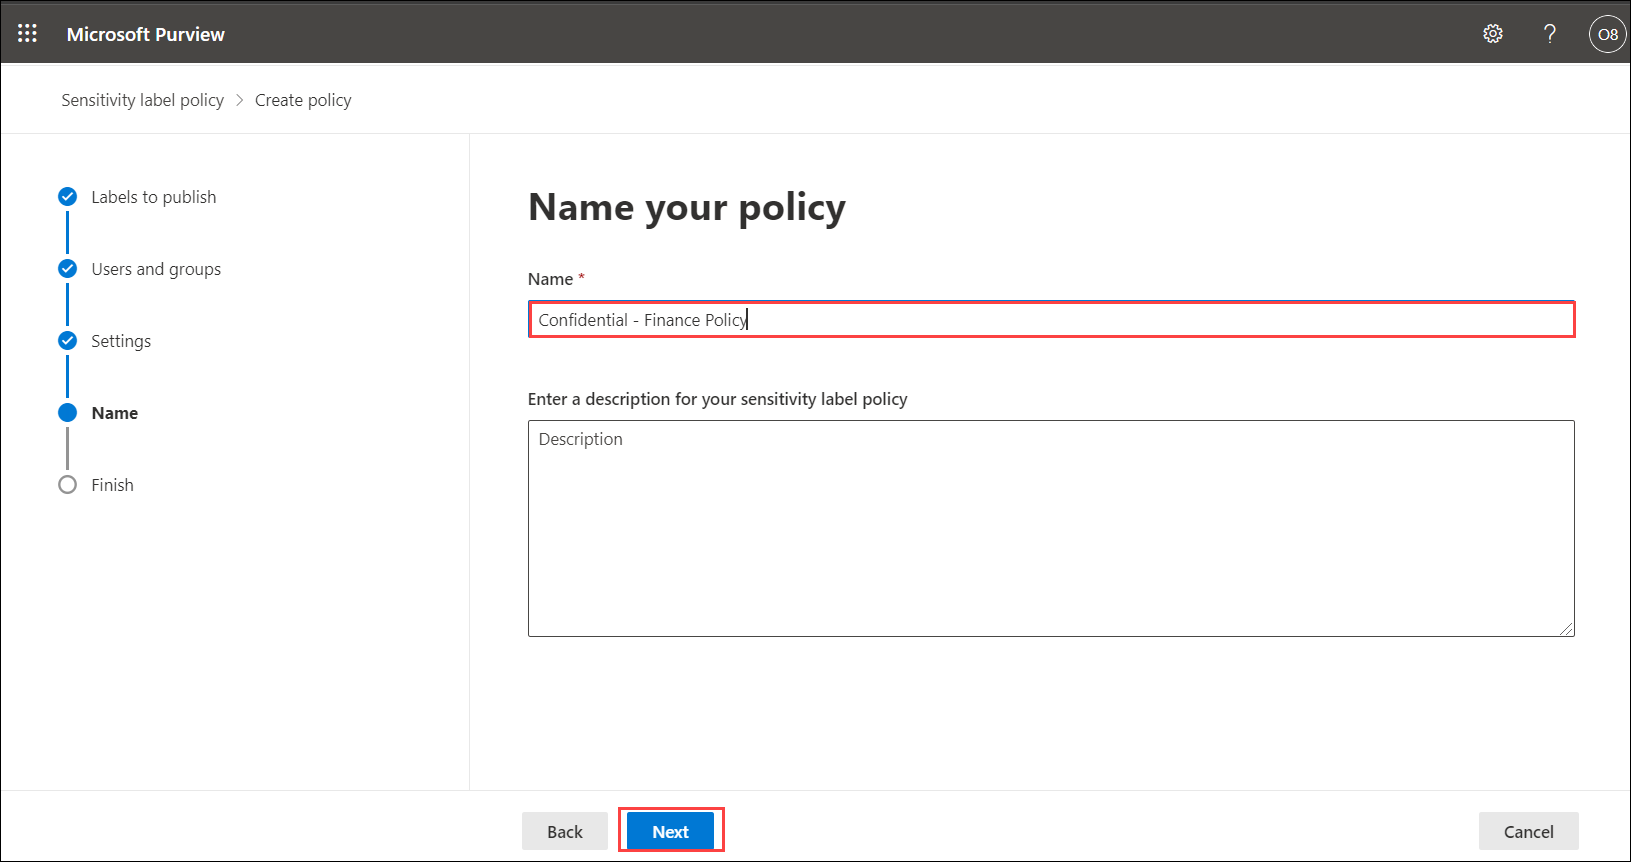 Microsoft Purview
?
O8
Sensitivity label policy > Create policy
Labels to publish
Users and groups
Settings
Name
Finish
Name your policy
Name *
Confidential - Finance Policy
Enter a description for your sensitivity label policy
Description
Back
Next
Cancel